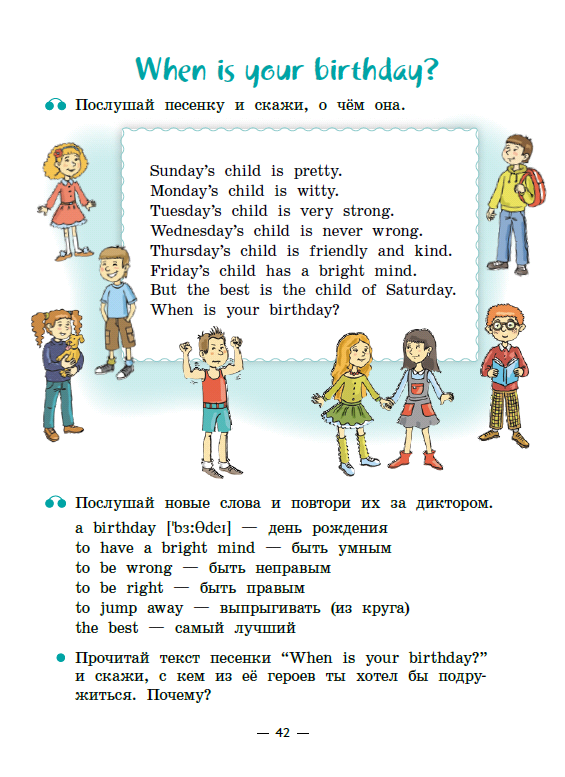 When is your birthday?
Послушай песенку и скажи, о чём она.
Sunday's child is pretty.
Monday's child is witty.
Tuesday's child is very strong.
Wednesday's child is never wrong.
Thursday's child is friendly and kind.
Friday's child has a bright mind.
But the best is the child of Saturday.
When is your birthday?
Послушай новые слова и повтори их за диктором.
a birthday [ˈbɜ:θdeɪ] — день рождения
to have a bright mind — быть умным
to be wrong — быть неправым
to be right — быть правым
to jump away — выпрыгивать (из круга)
the best — самый лучший
Прочитай текст песенки “When is your birthday?”
и скажи, с кем из её героев ты хотел бы подру-
житься. Почему?
— 42 —